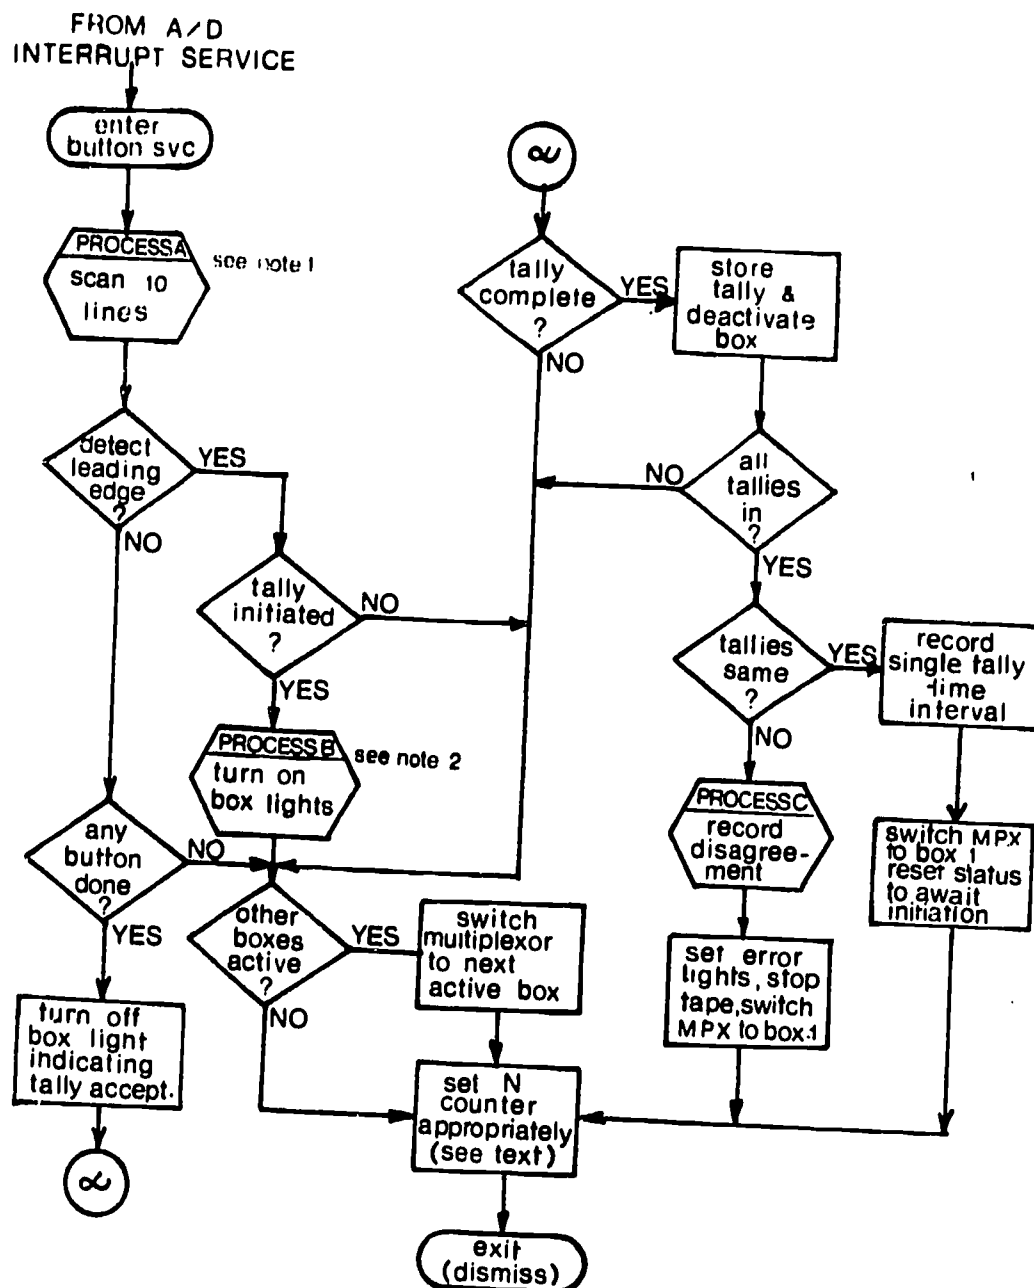 FROM A/D
INTERRUPT SERVICE
enter
button svc
PROCESS A
see note 1
scan 10
lines
detect
leading
edge
?
YES
NO
tally
initiated
?
NO
YES
PROCESS B
see note 2
turn on
box lights
any
button
done
?
NO
YES
turn off
box light
indicating
tally accept.
∝
other
boxes
active
?
YES
NO
switch
multiplexor
to next
active box
set N
counter
appropriately
(see text)
exit
(dismiss)
∝
tally
complete
?
YES
NO
store
tally &
deactivate
box
all
tallies
in
?
NO
YES
tallies
same
?
YES
NO
record
single tally
time
interval
switch MPX
to box 1
reset status
to await
initiation
PROCESS C
record
disagree-
ment
set error
lights, stop
tape, switch
MPX to box 1